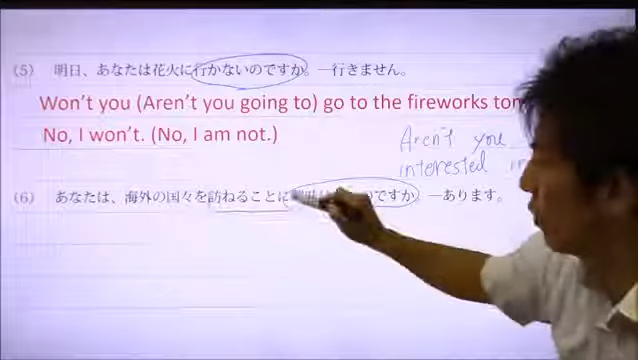 (5) 明日、あなたは花火に行かないのですか。―行きません。
Won't you (Aren't you going to) go to the fireworks
No, I won't. (No, I am not.)
Aren't you
interested
(6) あなたは、海外の国々を訪ねることに のですか ―あります。